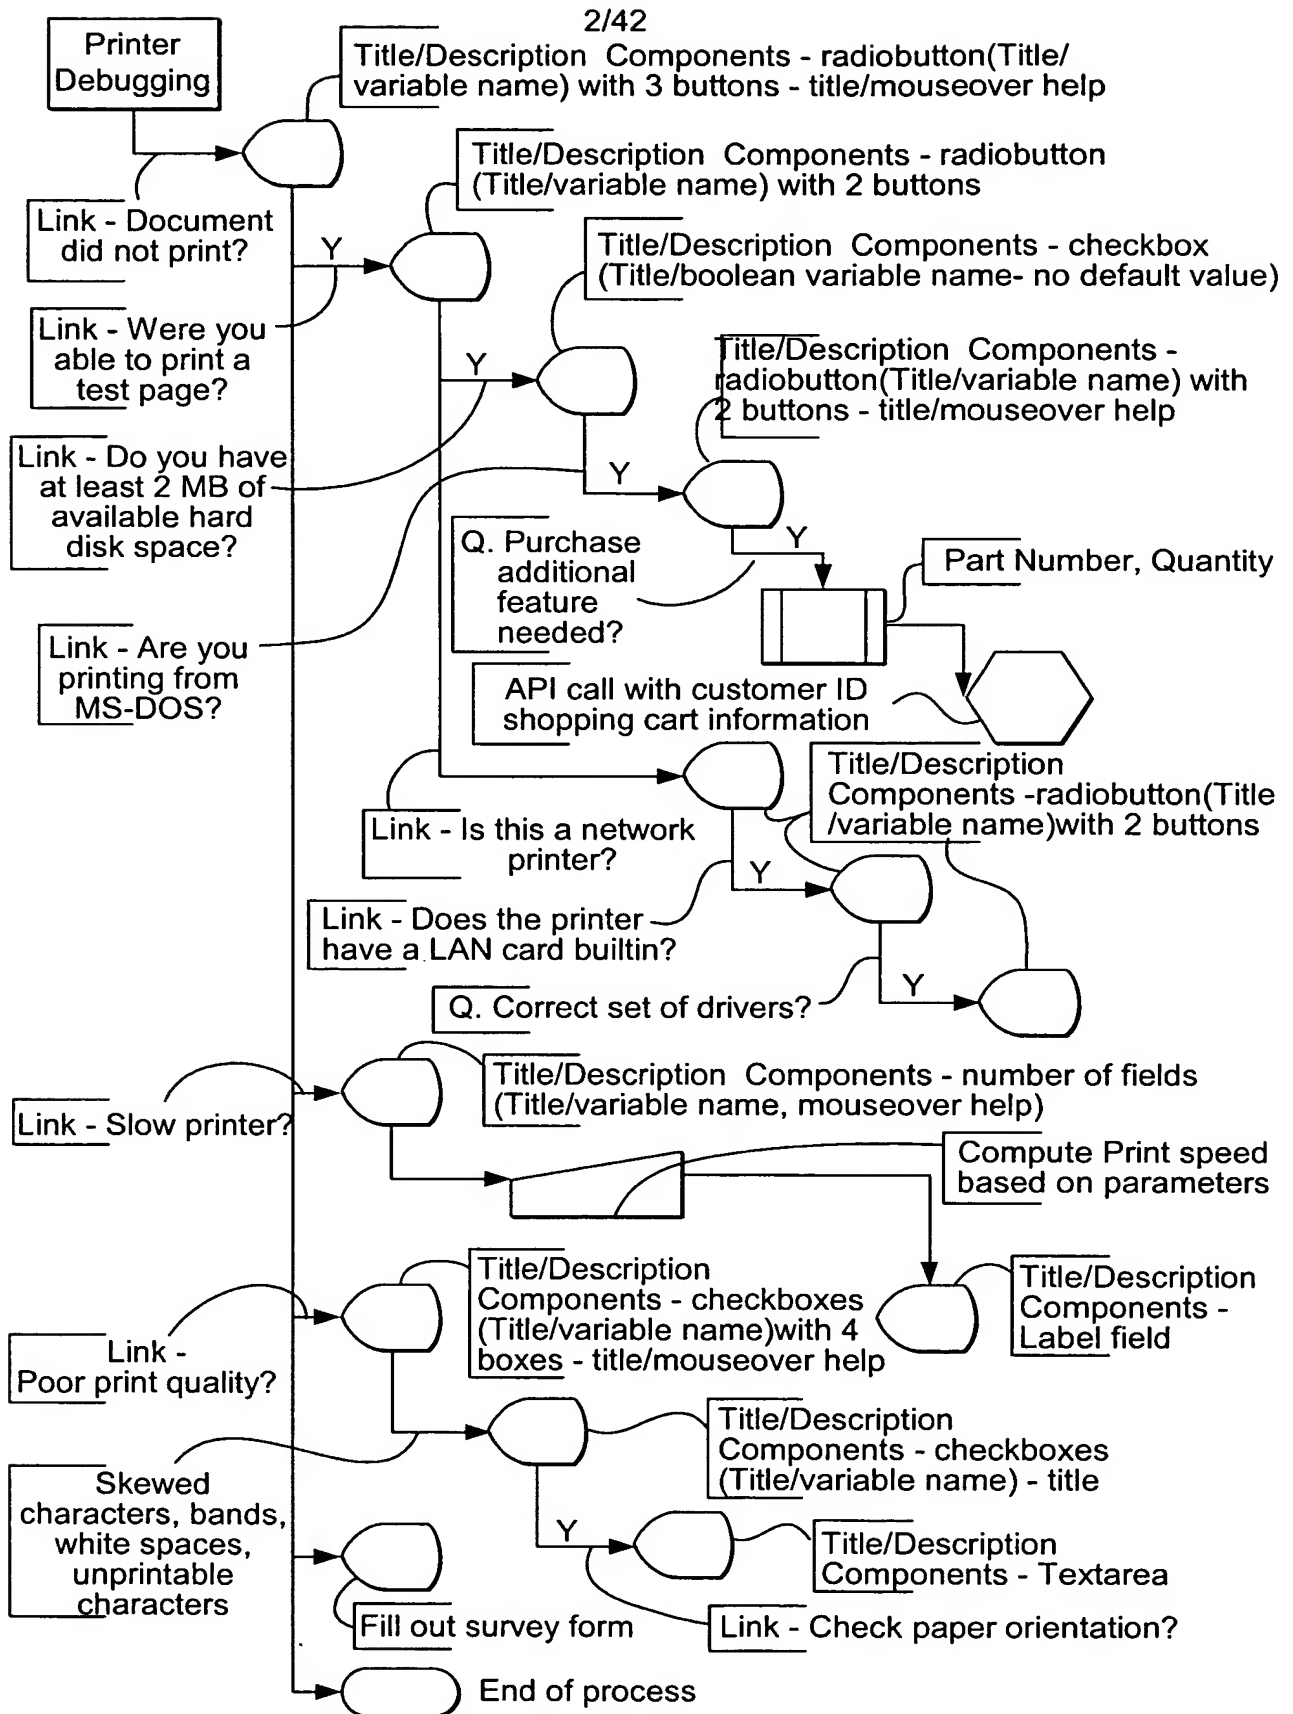 2/42
Printer
Debugging
Title/Description Components - radiobutton(Title/
variable name) with 3 buttons - title/mouseover help
Title/Description Components - radiobutton
(Title/variable name) with 2 buttons
Link - Document
did not print?
Y
Title/Description Components - checkbox
(Title/boolean variable name- no default value)
Link - Were you
able to print a
test page?
Y
Title/Description Components -
radiobutton(Title/variable name) with
2 buttons - title/mouseover help
Link - Do you have
at least 2 MB of
available hard
disk space?
Y
Q. Purchase
additional
feature
needed?
Y
Part Number, Quantity
Link - Are you
printing from
MS-DOS?
API call with customer ID
shopping cart information
Title/Description
Components -radiobutton(Title
/variable name)with 2 buttons
Link - Is this a network
printer?
Y
Link - Does the printer
have a LAN card builtin?
Y
Q. Correct set of drivers?
Title/Description Components - number of fields
(Title/variable name, mouseover help)
Link - Slow printer?
Compute Print speed
based on parameters
Title/Description
Components - checkboxes
(Title/variable name)with 4
boxes - title/mouseover help
Title/Description
Components -
Label field
Link -
Poor print quality?
Title/Description
Components - checkboxes
(Title/variable name) - title
Skewed
characters, bands,
white spaces,
unprintable
characters
Y
Title/Description
Components - Textarea
Fill out survey form
Link - Check paper orientation?
End of process